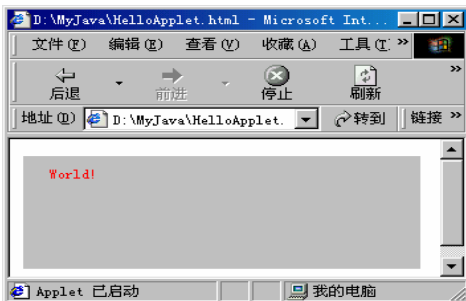 D:\MyJava\HelloApplet.html - Microsoft Int...
文件(F) 编辑(E) 查看(V) 收藏(A) 工具(T) »
后退 前进 停止 刷新 »
地址(D) D:\MyJava\HelloApplet. 转到 链接 »
World!
Applet 已启动 我的电脑